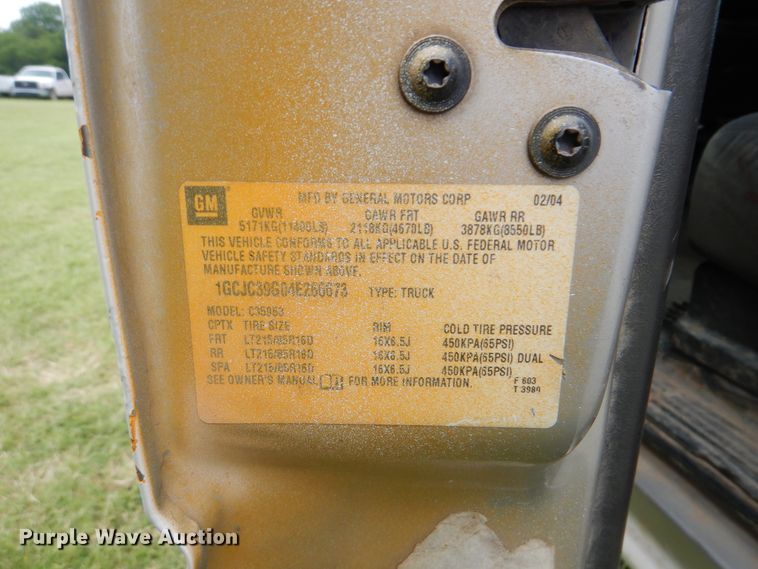 GM
MFD BY GENERAL MOTORS CORP 02/04
GVWR GAWR FRT GAWR RR
5171KG(11400LB) 2118KG(4670LB) 3878KG(8550LB)
THIS VEHICLE CONFORMS TO ALL APPLICABLE U.S. FEDERAL MOTOR
VEHICLE SAFETY STANDARDS IN EFFECT ON THE DATE OF
MANUFACTURE SHOWN ABOVE.
TYPE: TRUCK
MODEL: C35953
CPTX TIRE SIZE RIM COLD TIRE PRESSURE
FRT LT215/85R16D 16X6.5J 450KPA(65PSI)
RR LT215/85R16D 16X6.5J 450KPA(65PSI) DUAL
SPA LT215/85R16D 16X6.5J 450KPA(65PSI)
SEE OWNER'S MANUAL FOR MORE INFORMATION.
F 603
T 3980
Purple Wave Auction